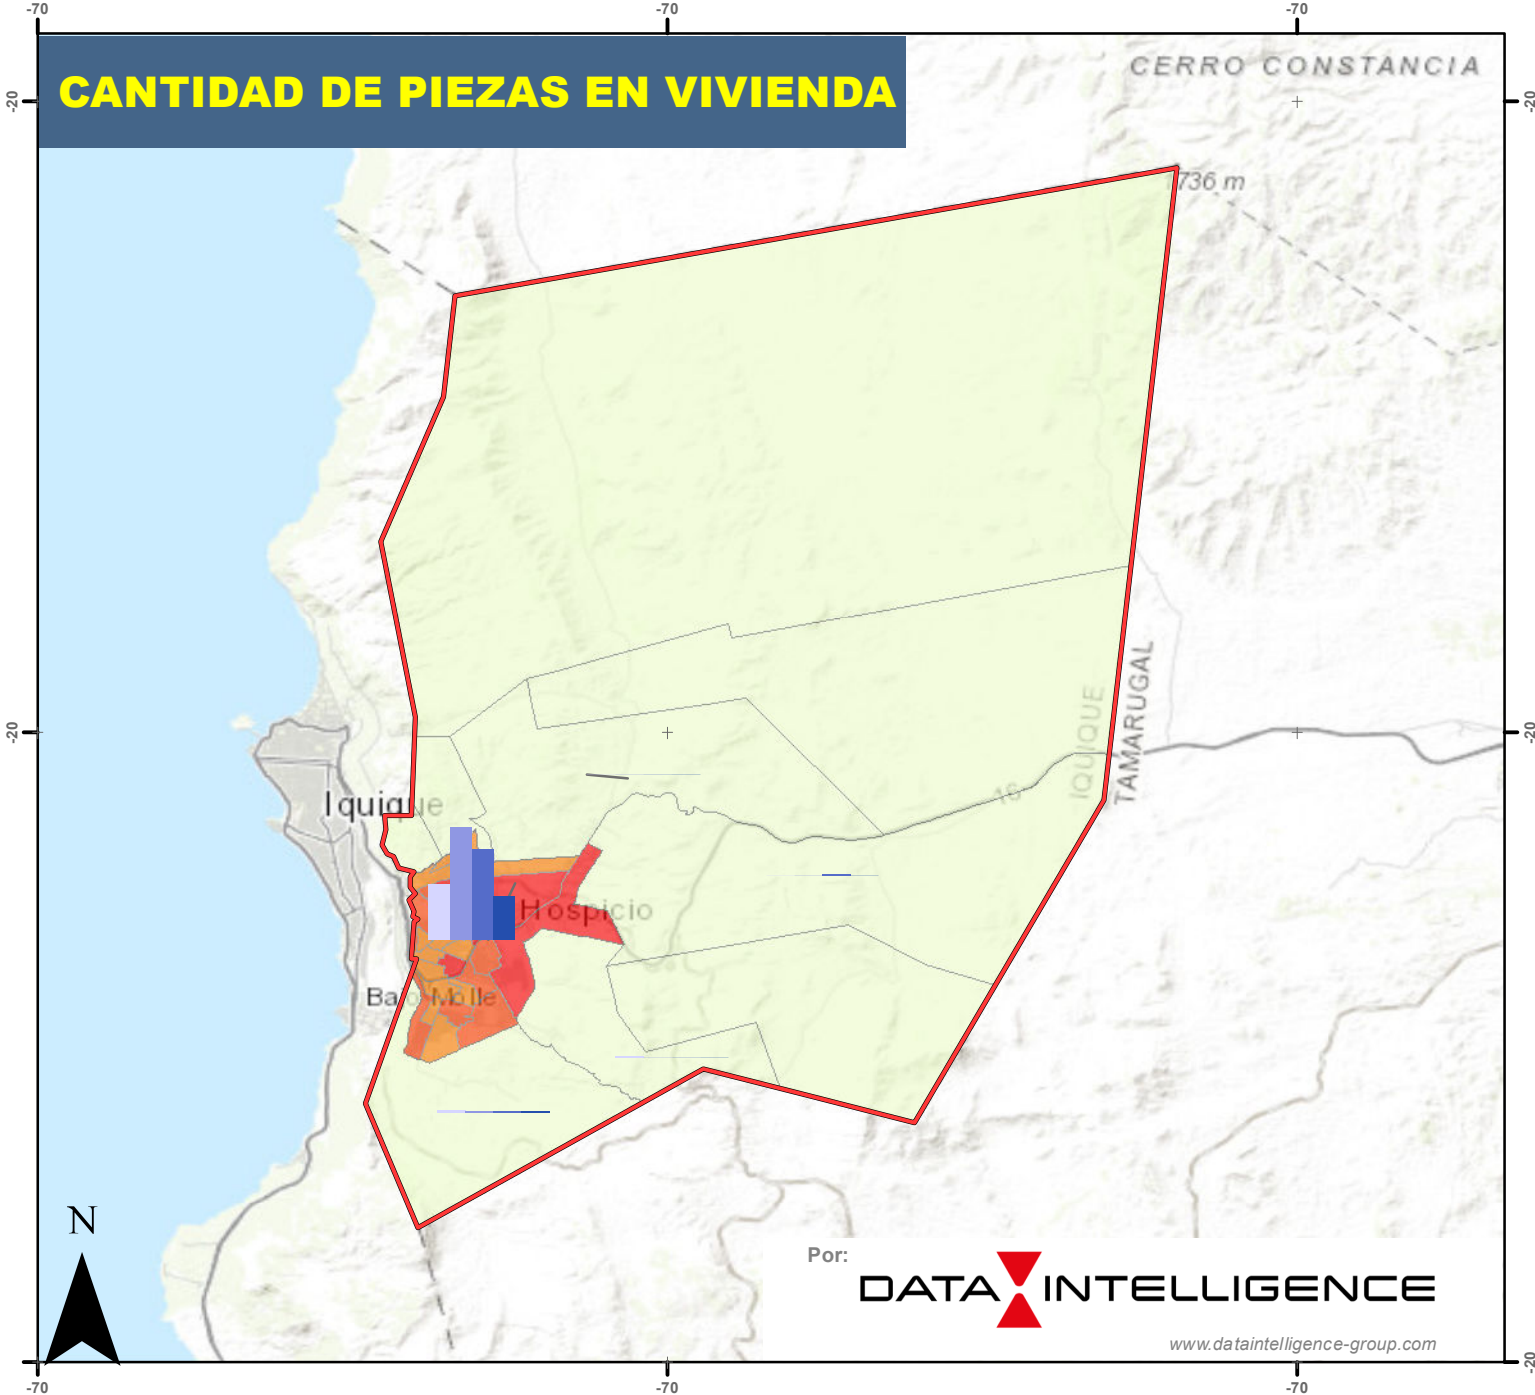 -70
-70
-70
CANTIDAD DE PIEZAS EN VIVIENDA
CERRO CONSTANCIA
-20
-20
736 m
IQUIQUE
TAMARUGAL
-20
-20
46
Iquique
Hospicio
Bajo Molle
N
Por:
DATA INTELLIGENCE
www.dataintelligence-group.com
-20
-70
-70
-70